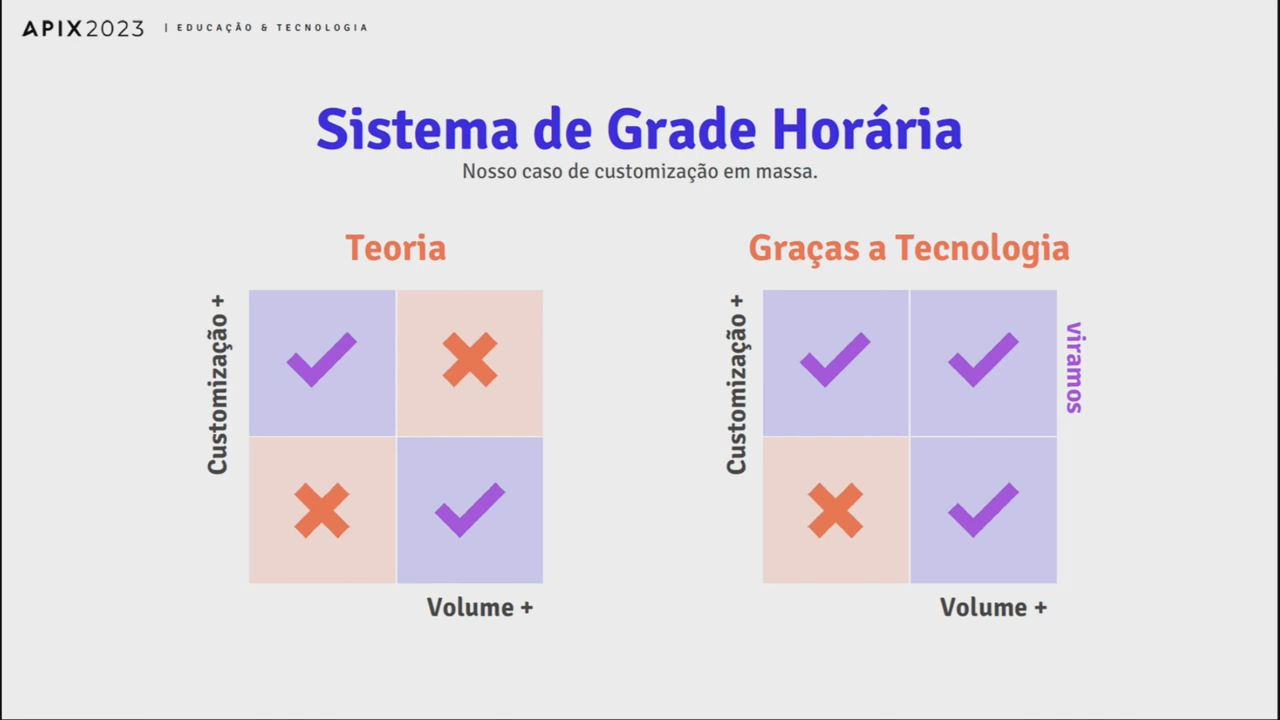 APIX2023 | EDUCAÇÃO & TECNOLOGIA
Sistema de Grade Horária
Nosso caso de customização em massa.
Teoria
Customização +
Volume +
Graças a Tecnologia
Customização +
viramos
Volume +